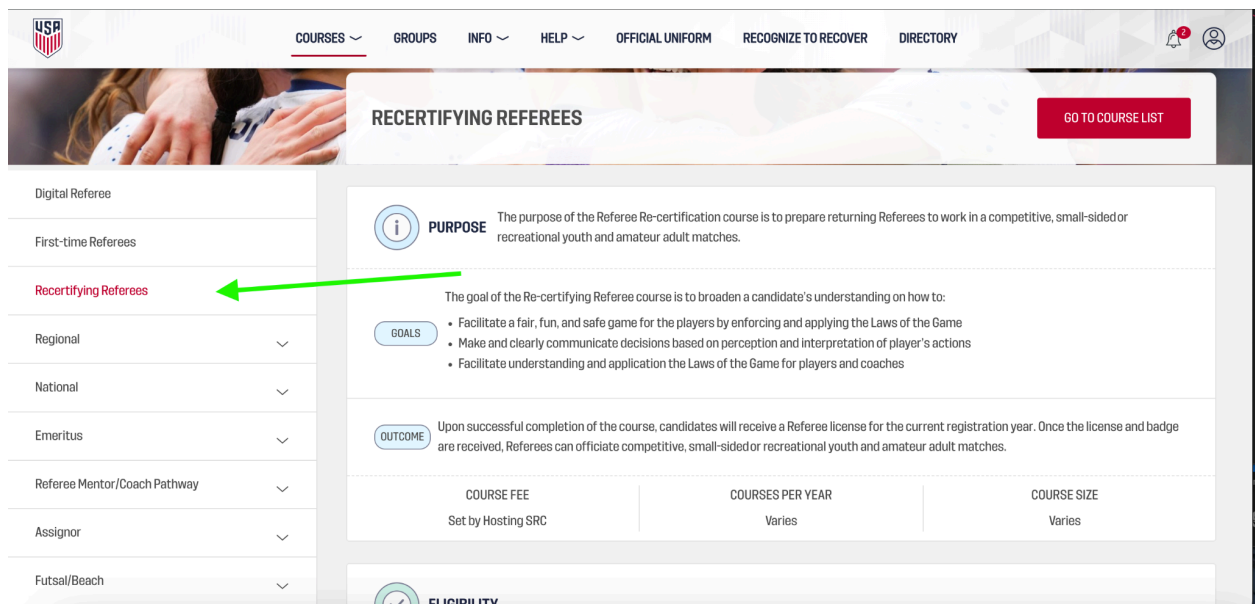 USA
COURSES
GROUPS
INFO
HELP
OFFICIAL UNIFORM
RECOGNIZE TO RECOVER
DIRECTORY
2
RECERTIFYING REFEREES
GO TO COURSE LIST
Digital Referee
First-time Referees
Recertifying Referees
Regional
National
Emeritus
Referee Mentor/Coach Pathway
Assignor
Futsal/Beach
i
PURPOSE
The purpose of the Referee Re-certification course is to prepare returning Referees to work in a competitive, small-sided or
recreational youth and amateur adult matches.
GOALS
The goal of the Re-certifying Referee course is to broaden a candidate's understanding on how to:
• Facilitate a fair, fun, and safe game for the players by enforcing and applying the Laws of the Game
• Make and clearly communicate decisions based on perception and interpretation of player's actions
• Facilitate understanding and application the Laws of the Game for players and coaches
OUTCOME
Upon successful completion of the course, candidates will receive a Referee license for the current registration year. Once the license and badge
are received, Referees can officiate competitive, small-sided or recreational youth and amateur adult matches.
COURSE FEE
Set by Hosting SRC
COURSES PER YEAR
Varies
COURSE SIZE
Varies
ELIGIBILITY